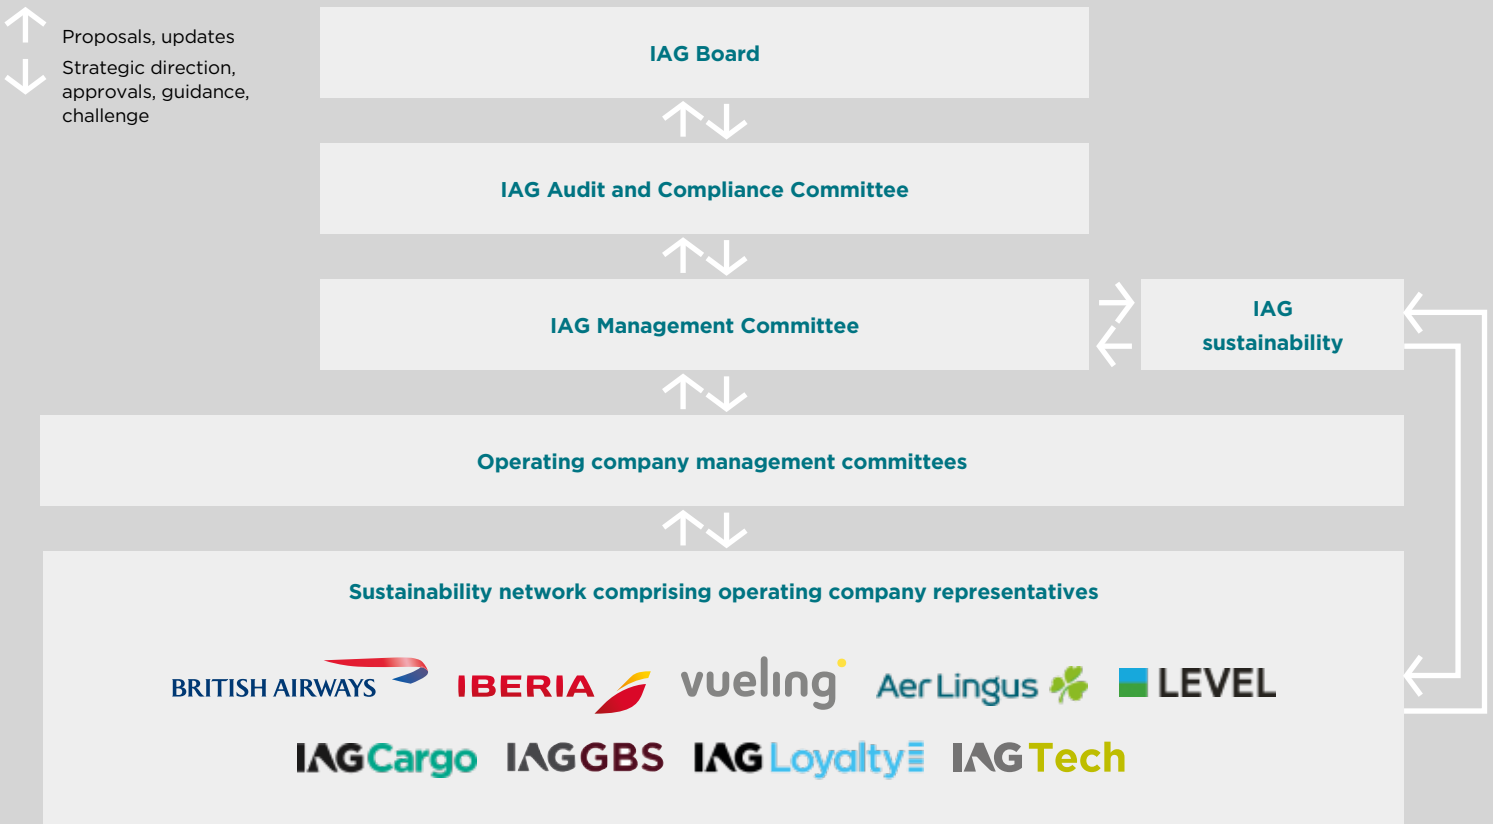 Proposals, updates
Strategic direction,
approvals, guidance,
challenge
IAG Board
IAG Audit and Compliance Committee
IAG Management Committee
IAG
sustainability
Operating company management committees
Sustainability network comprising operating company representatives
BRITISH AIRWAYS IBERIA vueling Aer Lingus LEVEL
IAG Cargo IAG GBS IAG Loyalty IAG Tech